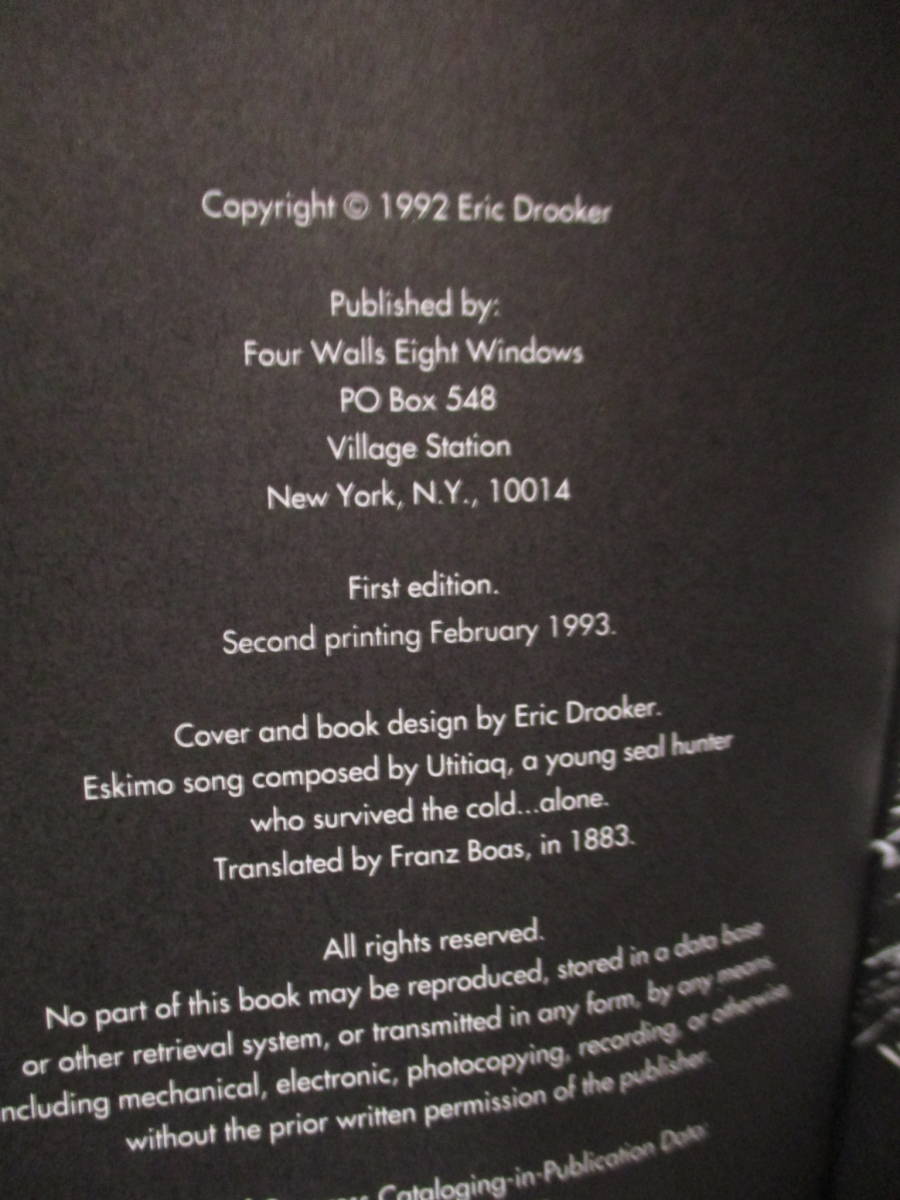 Copyright © 1992 Eric Drooker
Published by:
Four Walls Eight Windows
PO Box 548
Village Station
New York, N.Y., 10014
First edition.
Second printing February 1993.
Cover and book design by Eric Drooker.
Eskimo song composed by Utitiaq, a young seal hunter
who survived the cold...alone.
Translated by Franz Boas, in 1883.
All rights reserved.
No part of this book may be reproduced, stored in a data base
or other retrieval system, or transmitted in any form, by any means,
ncluding mechanical, electronic, photocopying, recording, or otherwise
without the prior written permission of the publisher.
Cataloging-in-Publication Data: